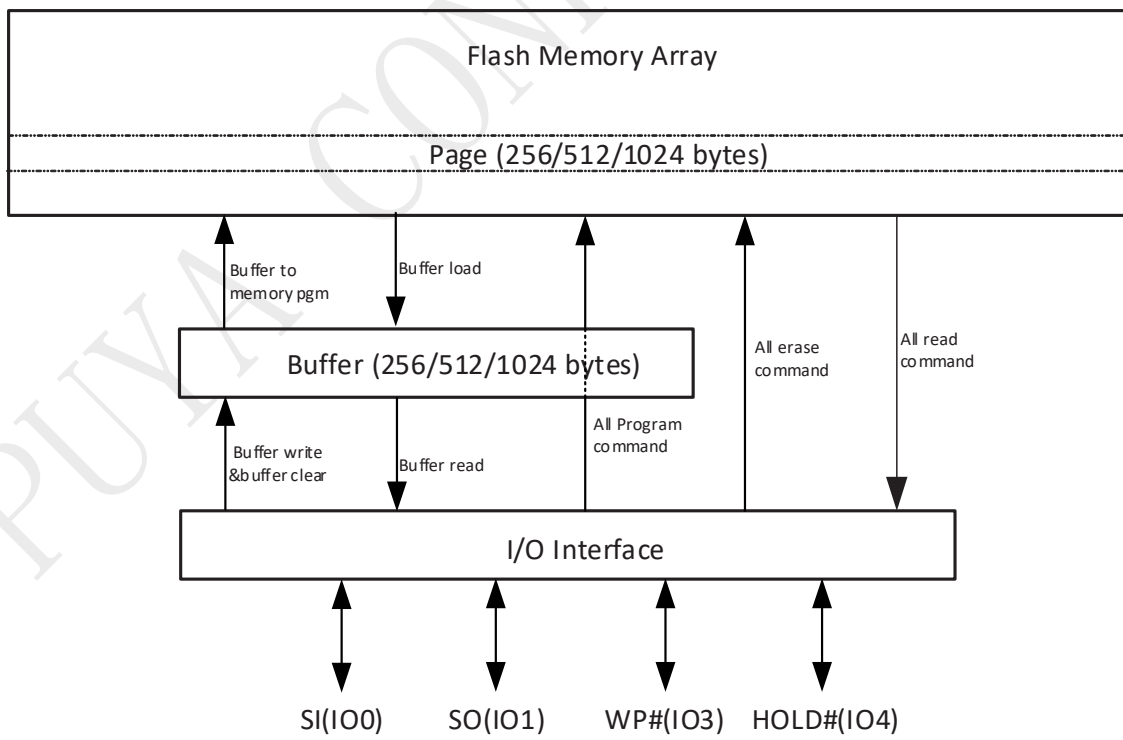 Flash Memory Array
Page (256/512/1024 bytes)
Buffer to
memory pgm
Buffer load
All erase
command
All read
command
Buffer (256/512/1024 bytes)
Buffer write
&buffer clear
Buffer read
All Program
command
I/O Interface
SI(IO0)
SO(IO1)
WP#(IO3)
HOLD#(IO4)
PUYA CON